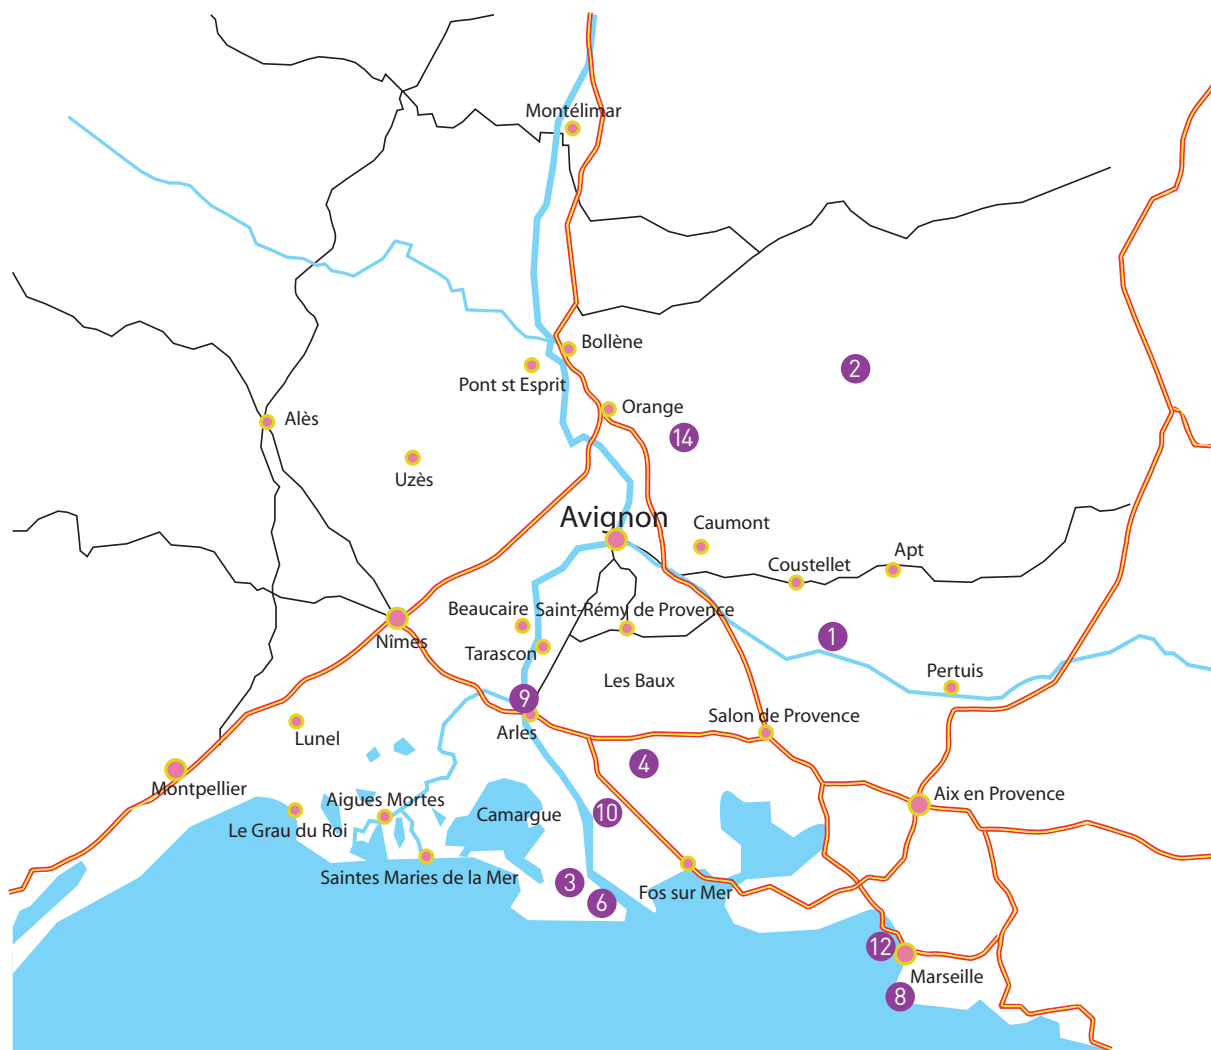 Montélimar
Bollène
2
Pont st Esprit
Orange
Alès
14
Uzès
Avignon
Caumont
Apt
Coustellet
Beaucaire
Saint-Rémy de Provence
Nîmes
1
Tarascon
Pertuis
Les Baux
9
Salon de Provence
Arles
Lunel
4
Montpellier
Aix en Provence
Aigues Mortes
10
Camargue
Le Grau du Roi
Saintes Maries de la Mer
3
Fos sur Mer
6
12
Marseille
8